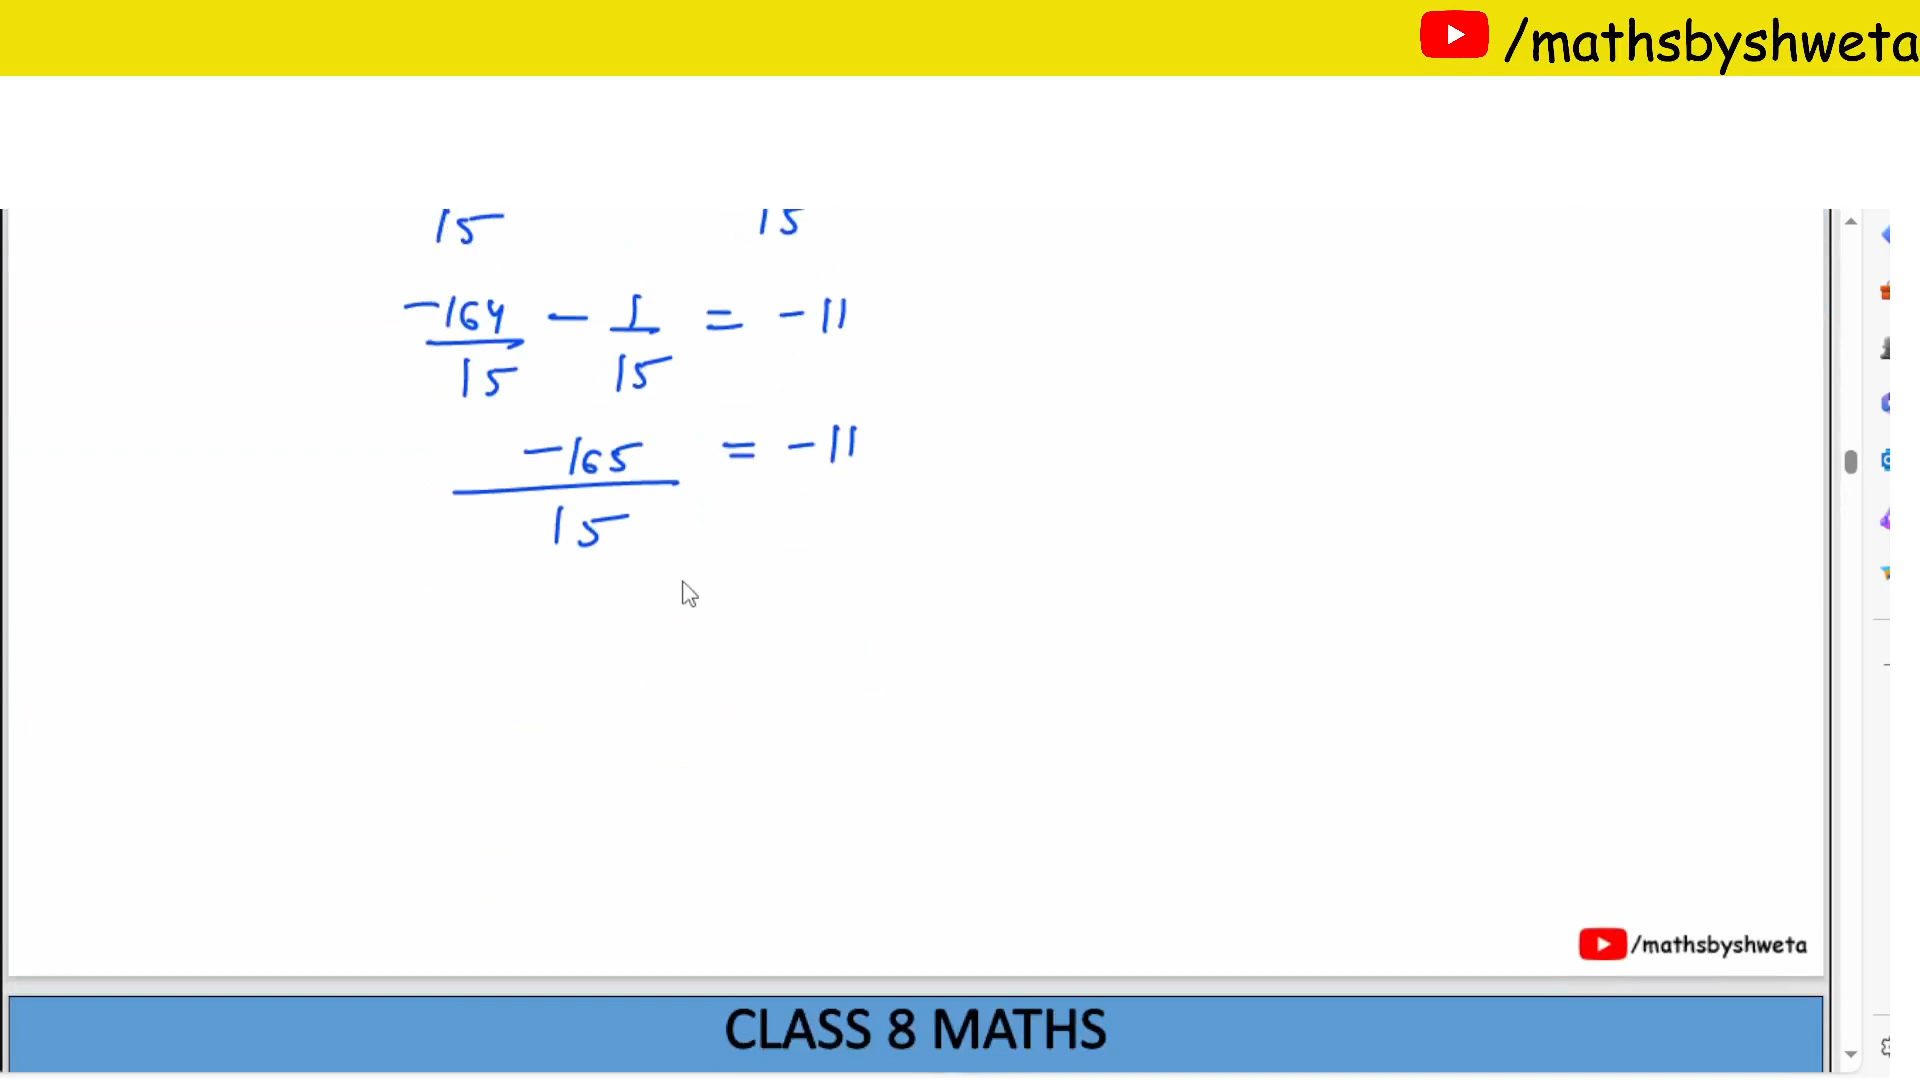 /mathsbyshweta
15 15
-164/15 - 1/15 = -11
-165/15 = -11
/mathsbyshweta
CLASS 8 MATHS